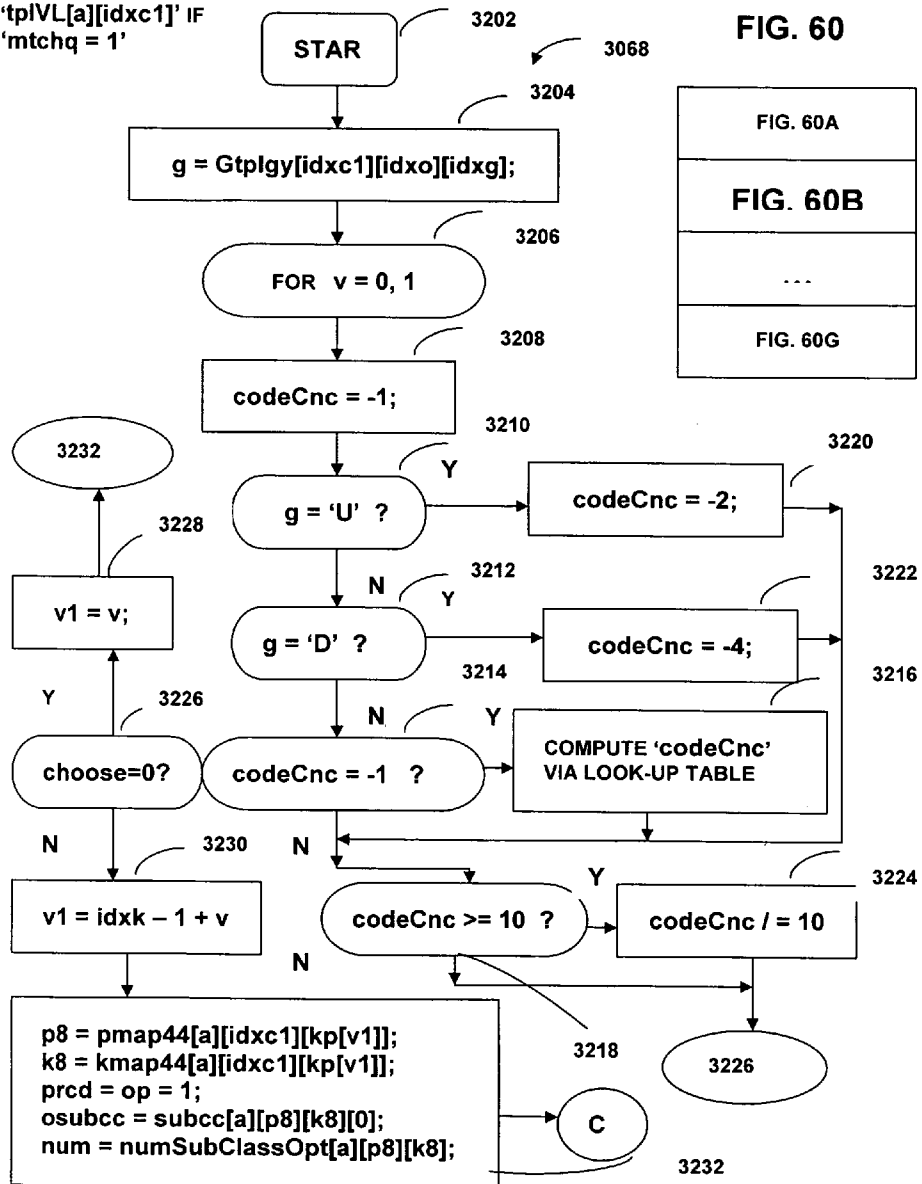 'tplVL[a][idxc1]' IF
'mtchq = 1'
FIG. 60
3202
STAR
3068
3204
g = Gtplgy[idxc1][idxo][idxg];
FIG. 60A
FIG. 60B
...
FIG. 60G
3206
FOR v = 0, 1
3208
codeCnc = -1;
3210
3232
g = 'U' ?
Y
codeCnc = -2;
3220
3228
N
3212
Y
3222
v1 = v;
g = 'D' ?
codeCnc = -4;
3214
3216
Y
3226
N
Y
choose=0?
codeCnc = -1 ?
COMPUTE 'codeCnc'
VIA LOOK-UP TABLE
N
3230
N
Y
3224
v1 = idxk – 1 + v
codeCnc >= 10 ?
codeCnc / = 10
N
p8 = pmap44[a][idxc1][kp[v1]];
k8 = kmap44[a][idxc1][kp[v1]];
prcd = op = 1;
osubcc = subcc[a][p8][k8][0];
num = numSubClassOpt[a][p8][k8];
3218
3226
C
3232